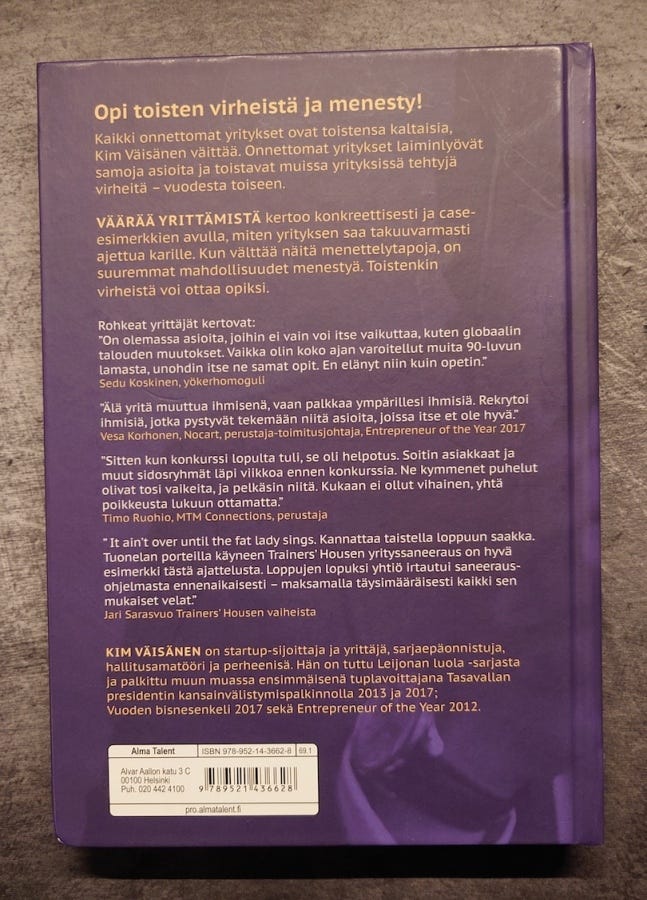 Opi toisten virheistä ja menesty!
Kaikki onnettomat yritykset ovat toistensa kaltaisia,
Kim Väisänen väittää. Onnettomat yritykset laiminlyövät
samoja asioita ja toistavat muissa yrityksissä tehtyjä
virheitä – vuodesta toiseen.
VÄÄRÄÄ YRITTÄMISTÄ kertoo konkreettisesti ja case-
esimerkkien avulla, miten yrityksen saa takuuvarmasti
ajettua karille. Kun välttää näitä menettelytapoja, on
suuremmat mahdollisuudet menestyä. Toistenkin
virheistä voi ottaa opiksi.
Rohkeat yrittäjät kertovat:
"On olemassa asioita, joihin ei vain voi itse vaikuttaa, kuten globaalin
talouden muutokset. Vaikka olin koko ajan varoitellut muita 90-luvun
lamasta, unohdin itse ne samat opit. En elänyt niin kuin opetin."
Sedu Koskinen, yökerhomoguli
"Älä yritä muuttua ihmisenä, vaan palkkaa ympärillesi ihmisiä. Rekrytoi
ihmisiä, jotka pystyvät tekemään niitä asioita, joissa itse et ole hyvä."
Vesa Korhonen, Nocart, perustaja-toimitusjohtaja, Entrepreneur of the Year 2017
"Sitten kun konkurssi lopulta tuli, se oli helpotus. Soitin asiakkaat ja
muut sidosryhmät läpi viikkoa ennen konkurssia. Ne kymmenet puhelut
olivat tosi vaikeita, ja pelkäsin niitä. Kukaan ei ollut vihainen, yhtä
poikkeusta lukuun ottamatta."
Timo Ruohio, MTM Connections, perustaja
" It ain't over until the fat lady sings. Kannattaa taistella loppuun saakka.
Tuonelan porteilla käyneen Trainers' Housen yrityssaneeraus on hyvä
esimerkki tästä ajattelusta. Loppujen lopuksi yhtiö irtautui saneeraus-
ohjelmasta ennenaikaisesti – maksamalla täysimääräisesti kaikki sen
mukaiset velat."
Jari Sarasvuo Trainers' Housen vaiheista
KIM VÄISÄNEN on startup-sijoittaja ja yrittäjä, sarjaepäonnistuja,
hallitusamatööri ja perheenisä. Hän on tuttu Leijonan luola -sarjasta
ja palkittu muun muassa ensimmäisenä tuplavoittajana Tasavallan
presidentin kansainvälistymispalkinnolla 2013 ja 2017;
Vuoden bisnesenkeli 2017 sekä Entrepreneur of the Year 2012.
Alma Talent ISBN 978-952-14-3662-8 69.1
Alvar Aallon katu 3 C
00100 Helsinki
Puh. 020 442 4100
9 789521 436628
pro.almatalent.fi